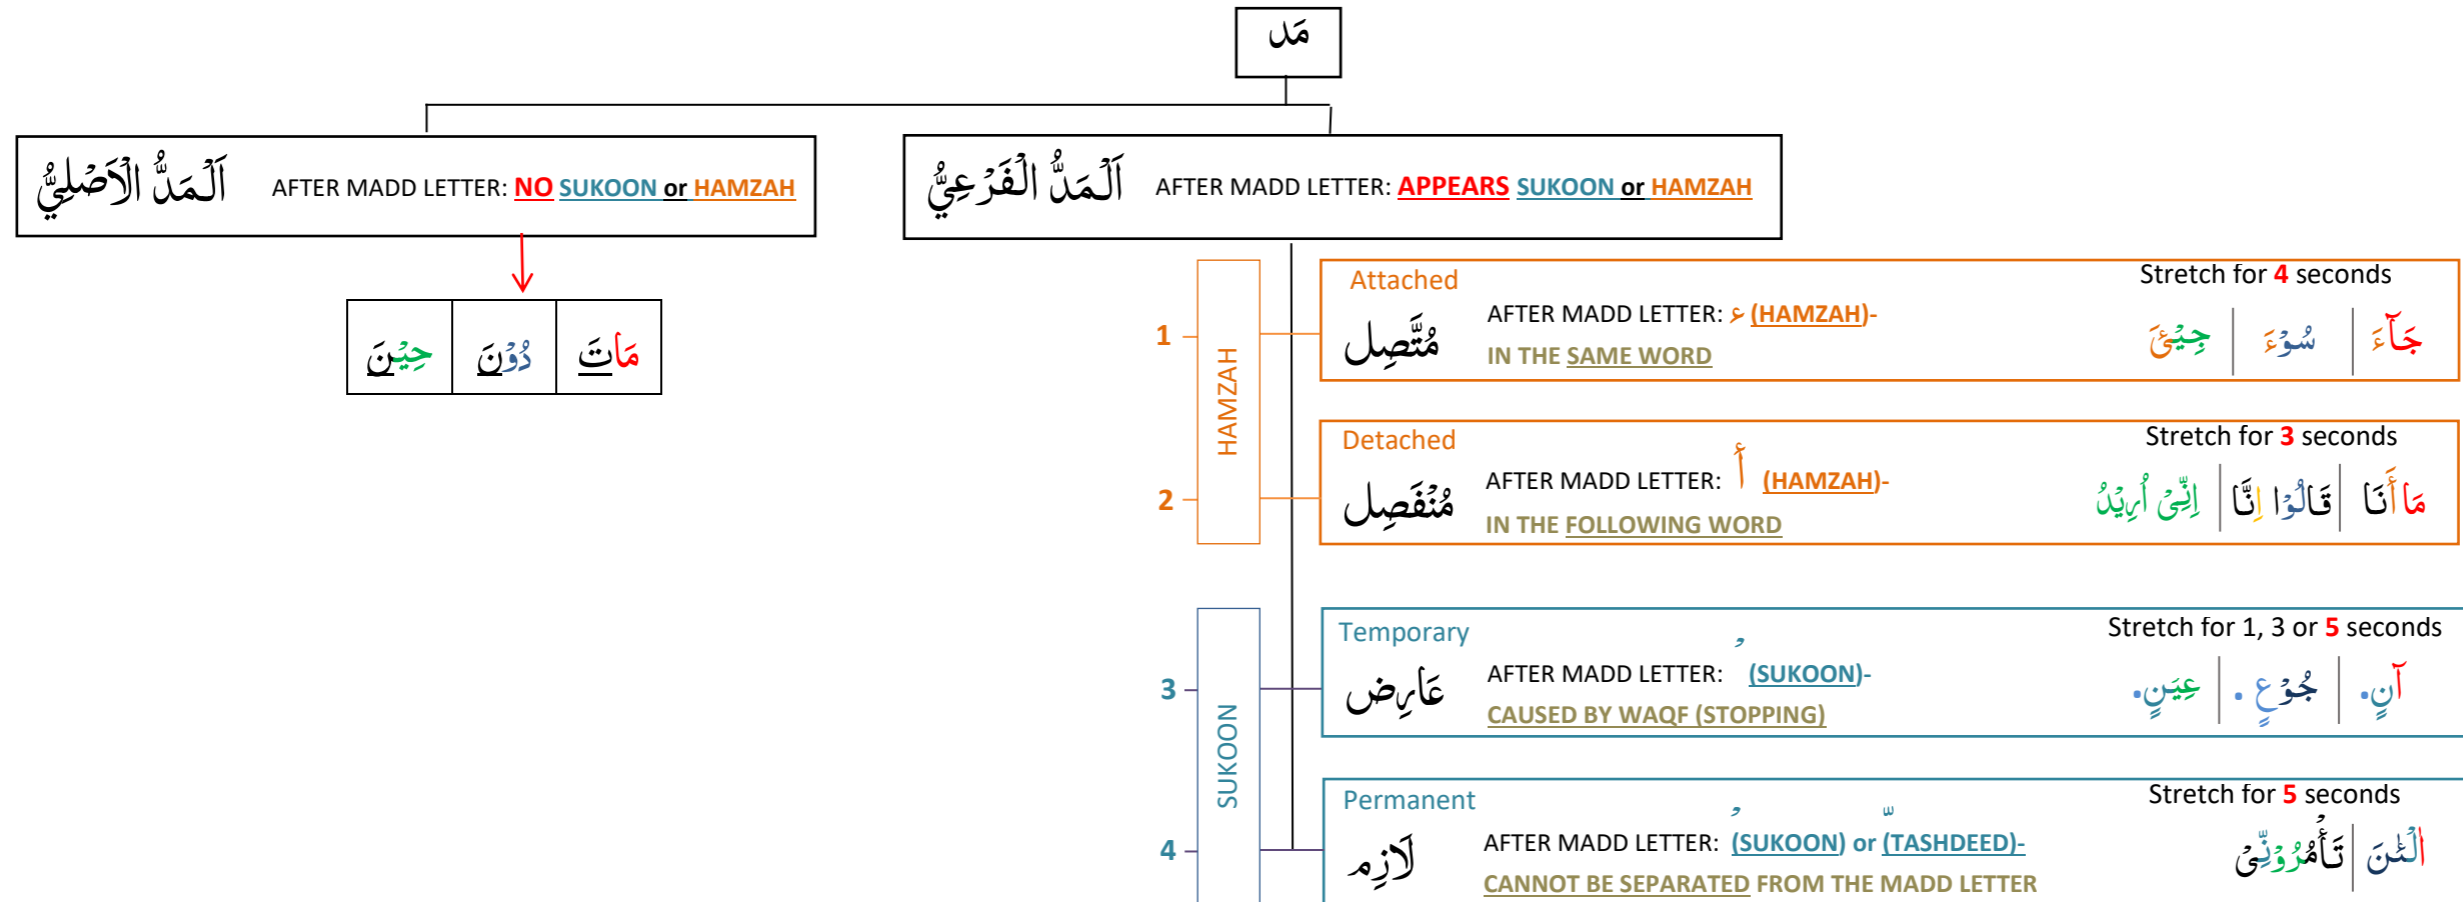 مَد
اَلْمَدُّ الْاَصْلِيُّ AFTER MADD LETTER: NO SUKOON or HAMZAH
مَاتَ
دُوْنَ
حِيْنَ
اَلْمَدُّ الْفَرْعِيُّ AFTER MADD LETTER: APPEARS SUKOON or HAMZAH
HAMZAH
1
Attached
مُتَّصِل
AFTER MADD LETTER: ء (HAMZAH)-
IN THE SAME WORD
Stretch for 4 seconds
جَآءَ | سُوْءَ | جِيْئَ
2
Detached
مُنْفَصِل
AFTER MADD LETTER: أَ (HAMZAH)-
IN THE FOLLOWING WORD
Stretch for 3 seconds
مَا أَنَا | قَالُوْا اِنَّا | اِنِّىْ اُرِيْدُ
SUKOON
3
Temporary
عَارِض
AFTER MADD LETTER: ْ (SUKOON)-
CAUSED BY WAQF (STOPPING)
Stretch for 1, 3 or 5 seconds
آنٍ. | جُوْعٍ . | عِيَنٍ.
4
Permanent
لَازِم
AFTER MADD LETTER: ْ (SUKOON) or ّ (TASHDEED)-
CANNOT BE SEPARATED FROM THE MADD LETTER
Stretch for 5 seconds
تَأْمُرُوْنِّىْ